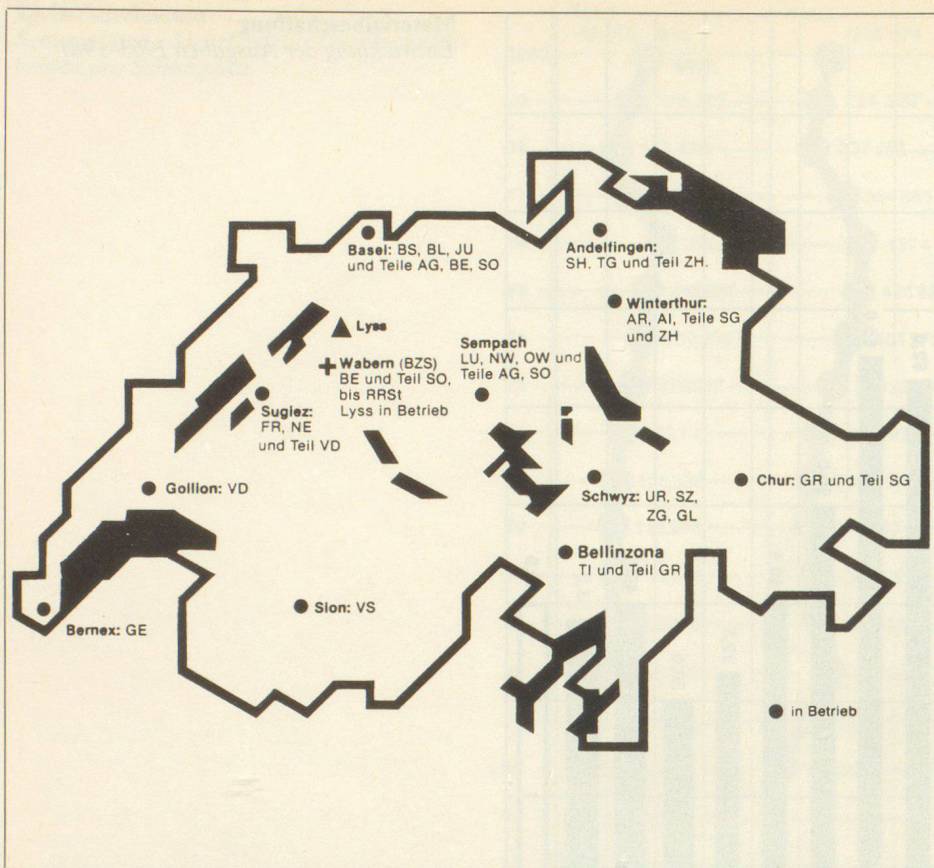 Materialbeschaffung
Basel: BS, BL, JU
und Teile AG, BE, SO
Andelfingen:
SH, TG und Teil ZH.
Winterthur:
AR, AI, Teile SG
und ZH
Lyss
Sempach
LU, NW, OW und
Teile AG, SO
Wabern (BZS)
BE und Teil SO,
bis RRSt
Lyss in Betrieb
Sugiez:
FR, NE
und Teil VD
Gollion: VD
Schwyz: UR, SZ,
ZG, GL
Chur: GR und Teil SG
Bellinzona
TI und Teil GR
Sion: VS
Bernex: GE
in Betrieb